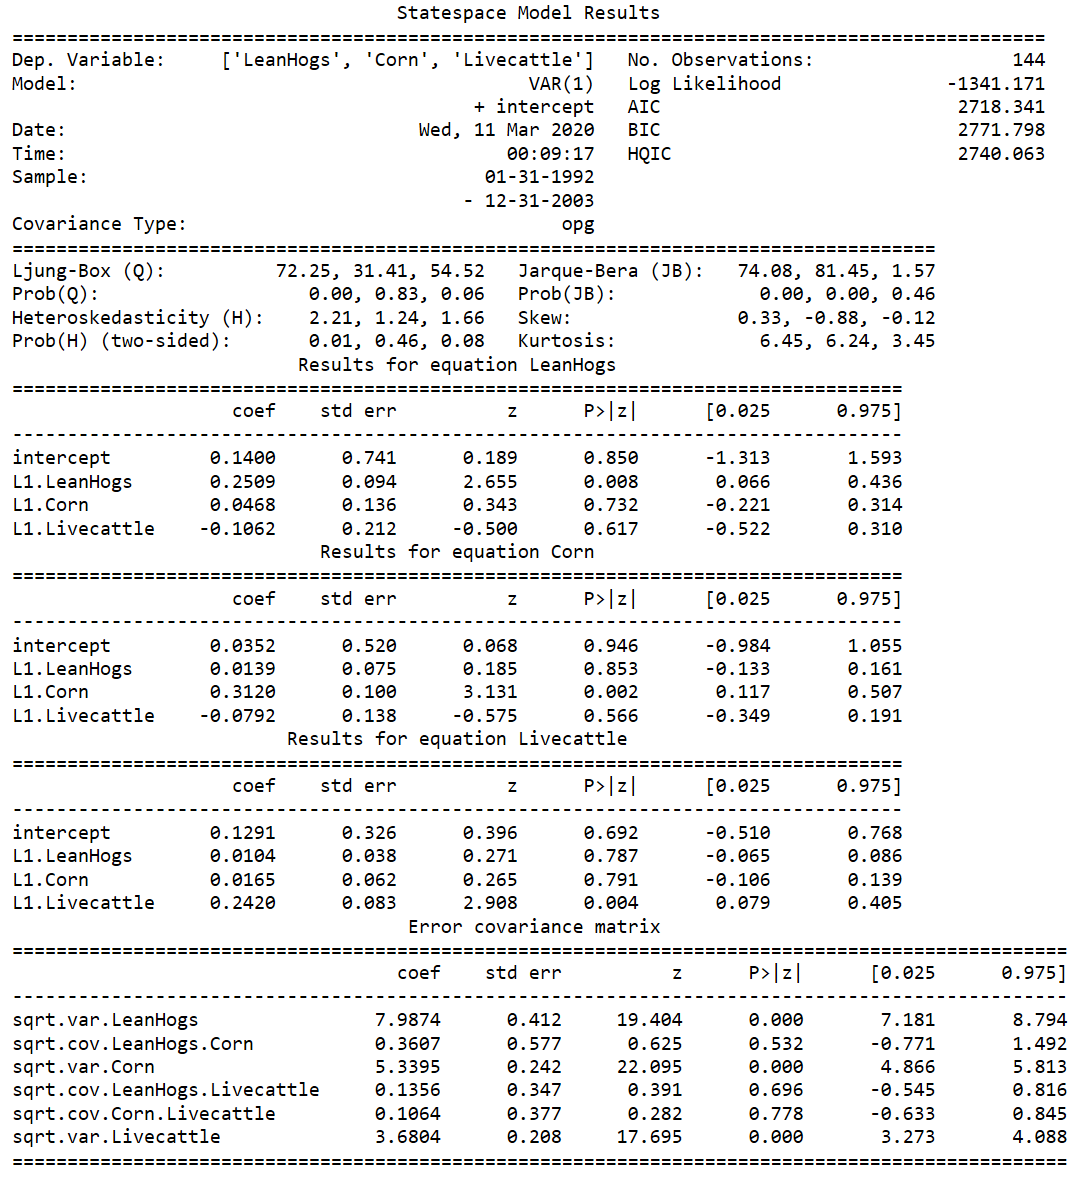 Statespace Model Results
==============================================================================================
Dep. Variable:     ['LeanHogs', 'Corn', 'Livecattle']   No. Observations:                  144
Model:                                         VAR(1)   Log Likelihood               -1341.171
                                          + intercept   AIC                           2718.341
Date:                                Wed, 11 Mar 2020   BIC                           2771.798
Time:                                        00:09:17   HQIC                          2740.063
Sample:                                    01-31-1992
                                         - 12-31-2003
Covariance Type:                                  opg
====================================================================================
Ljung-Box (Q):          72.25, 31.41, 54.52   Jarque-Bera (JB):   74.08, 81.45, 1.57
Prob(Q):                   0.00, 0.83, 0.06   Prob(JB):             0.00, 0.00, 0.46
Heteroskedasticity (H):    2.21, 1.24, 1.66   Skew:               0.33, -0.88, -0.12
Prob(H) (two-sided):       0.01, 0.46, 0.08   Kurtosis:             6.45, 6.24, 3.45
Results for equation LeanHogs
=================================================================================
                    coef    std err          z      P>|z|      [0.025      0.975]
---------------------------------------------------------------------------------
intercept         0.1400      0.741      0.189      0.850      -1.313       1.593
L1.LeanHogs       0.2509      0.094      2.655      0.008       0.066       0.436
L1.Corn           0.0468      0.136      0.343      0.732      -0.221       0.314
L1.Livecattle    -0.1062      0.212     -0.500      0.617      -0.522       0.310
Results for equation Corn
=================================================================================
                    coef    std err          z      P>|z|      [0.025      0.975]
---------------------------------------------------------------------------------
intercept         0.0352      0.520      0.068      0.946      -0.984       1.055
L1.LeanHogs       0.0139      0.075      0.185      0.853      -0.133       0.161
L1.Corn           0.3120      0.100      3.131      0.002       0.117       0.507
L1.Livecattle    -0.0792      0.138     -0.575      0.566      -0.349       0.191
Results for equation Livecattle
=================================================================================
                    coef    std err          z      P>|z|      [0.025      0.975]
---------------------------------------------------------------------------------
intercept         0.1291      0.326      0.396      0.692      -0.510       0.768
L1.LeanHogs       0.0104      0.038      0.271      0.787      -0.065       0.086
L1.Corn           0.0165      0.062      0.265      0.791      -0.106       0.139
L1.Livecattle     0.2420      0.083      2.908      0.004       0.079       0.405
Error covariance matrix
================================================================================================
                                   coef    std err          z      P>|z|      [0.025      0.975]
------------------------------------------------------------------------------------------------
sqrt.var.LeanHogs                7.9874      0.412     19.404      0.000       7.181       8.794
sqrt.cov.LeanHogs.Corn           0.3607      0.577      0.625      0.532      -0.771       1.492
sqrt.var.Corn                    5.3395      0.242     22.095      0.000       4.866       5.813
sqrt.cov.LeanHogs.Livecattle     0.1356      0.347      0.391      0.696      -0.545       0.816
sqrt.cov.Corn.Livecattle         0.1064      0.377      0.282      0.778      -0.633       0.845
sqrt.var.Livecattle              3.6804      0.208     17.695      0.000       3.273       4.088
================================================================================================